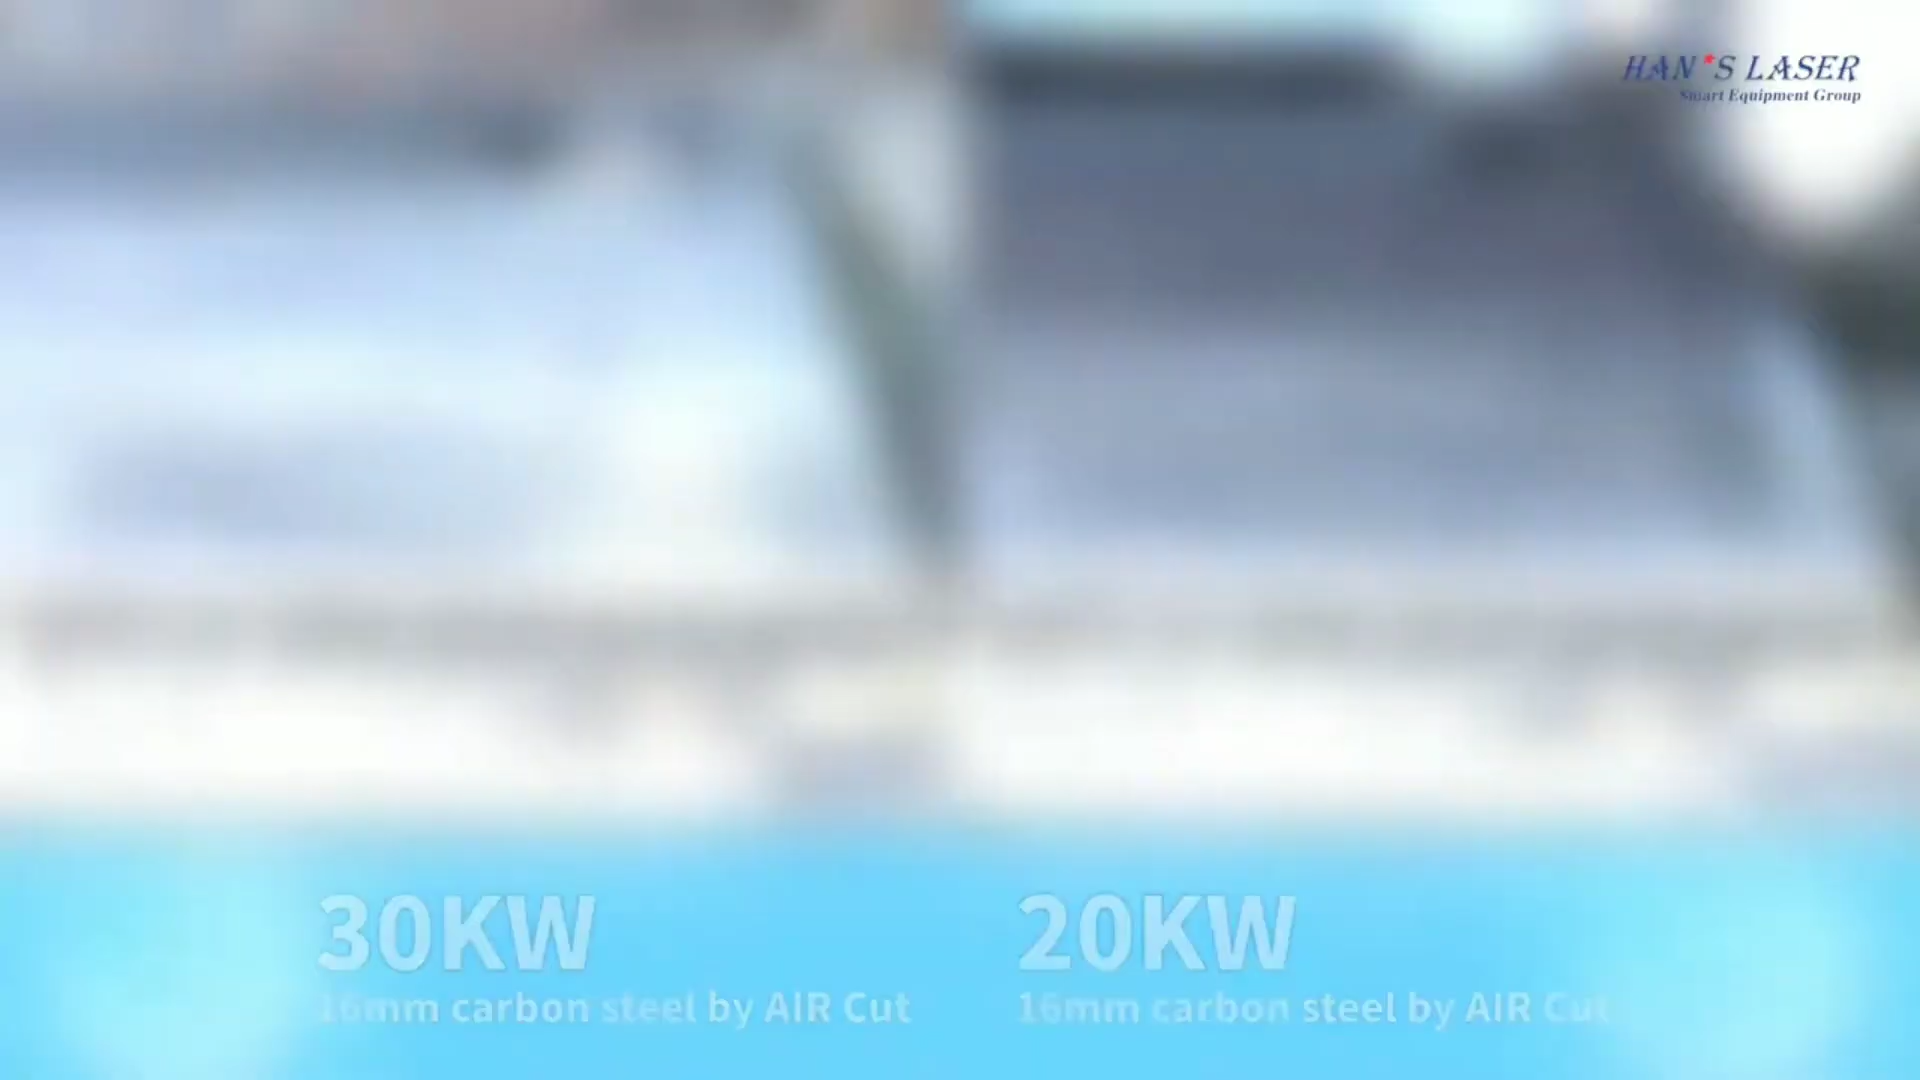 HAN*S LASER
Smart Equipment Group
30KW
20KW
16mm carbon steel by AIR Cut
16mm carbon steel by AIR Cut